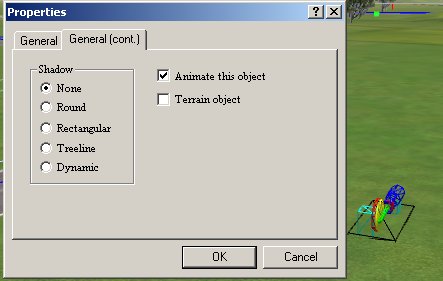 Properties
General
General (cont.)
Shadow
None
Round
Rectangular
Treeline
Dynamic
Animate this object
Terrain object
OK
Cancel